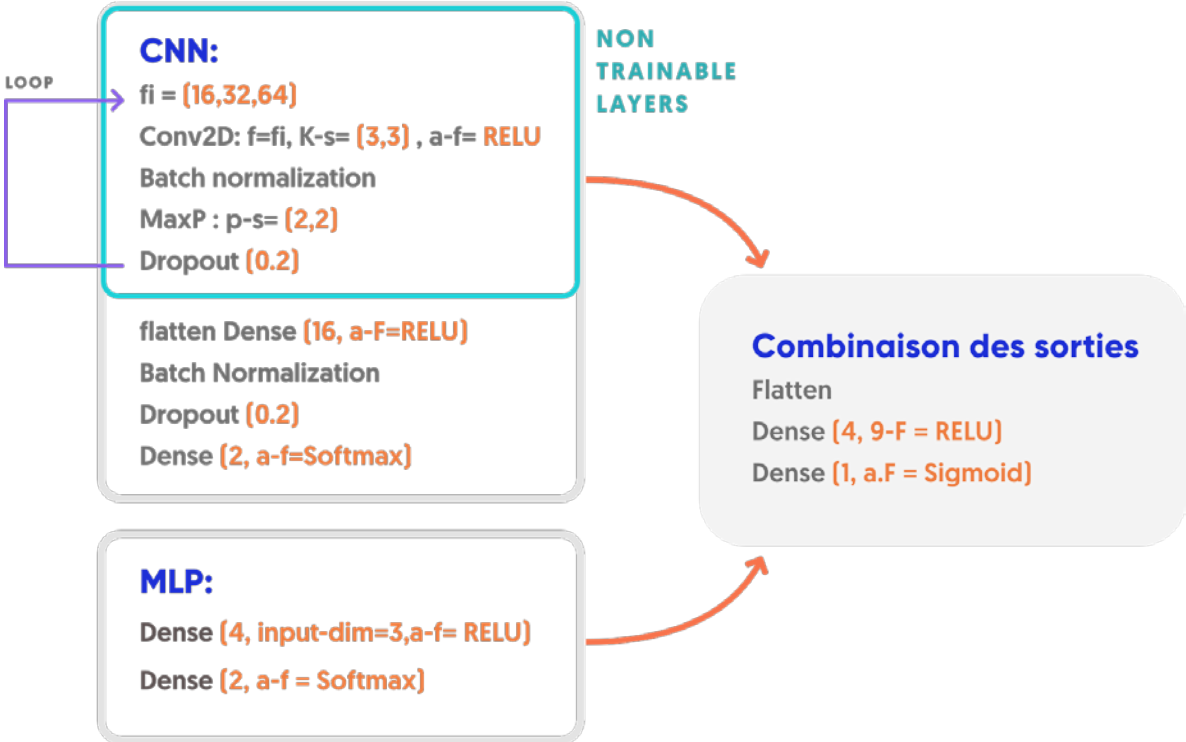 LOOP
CNN:
fi = (16,32,64)
Conv2D: f=fi, K-s= (3,3) , a-f= RELU
Batch normalization
MaxP : p-s= (2,2)
Dropout (0.2)
NON
TRAINABLE
LAYERS
flatten Dense (16, a-F=RELU)
Batch Normalization
Dropout (0.2)
Dense (2, a-f=Softmax)
Combinaison des sorties
Flatten
Dense (4, 9-F = RELU)
Dense (1, a.F = Sigmoid)
MLP:
Dense (4, input-dim=3,a-f= RELU)
Dense (2, a-f = Softmax)